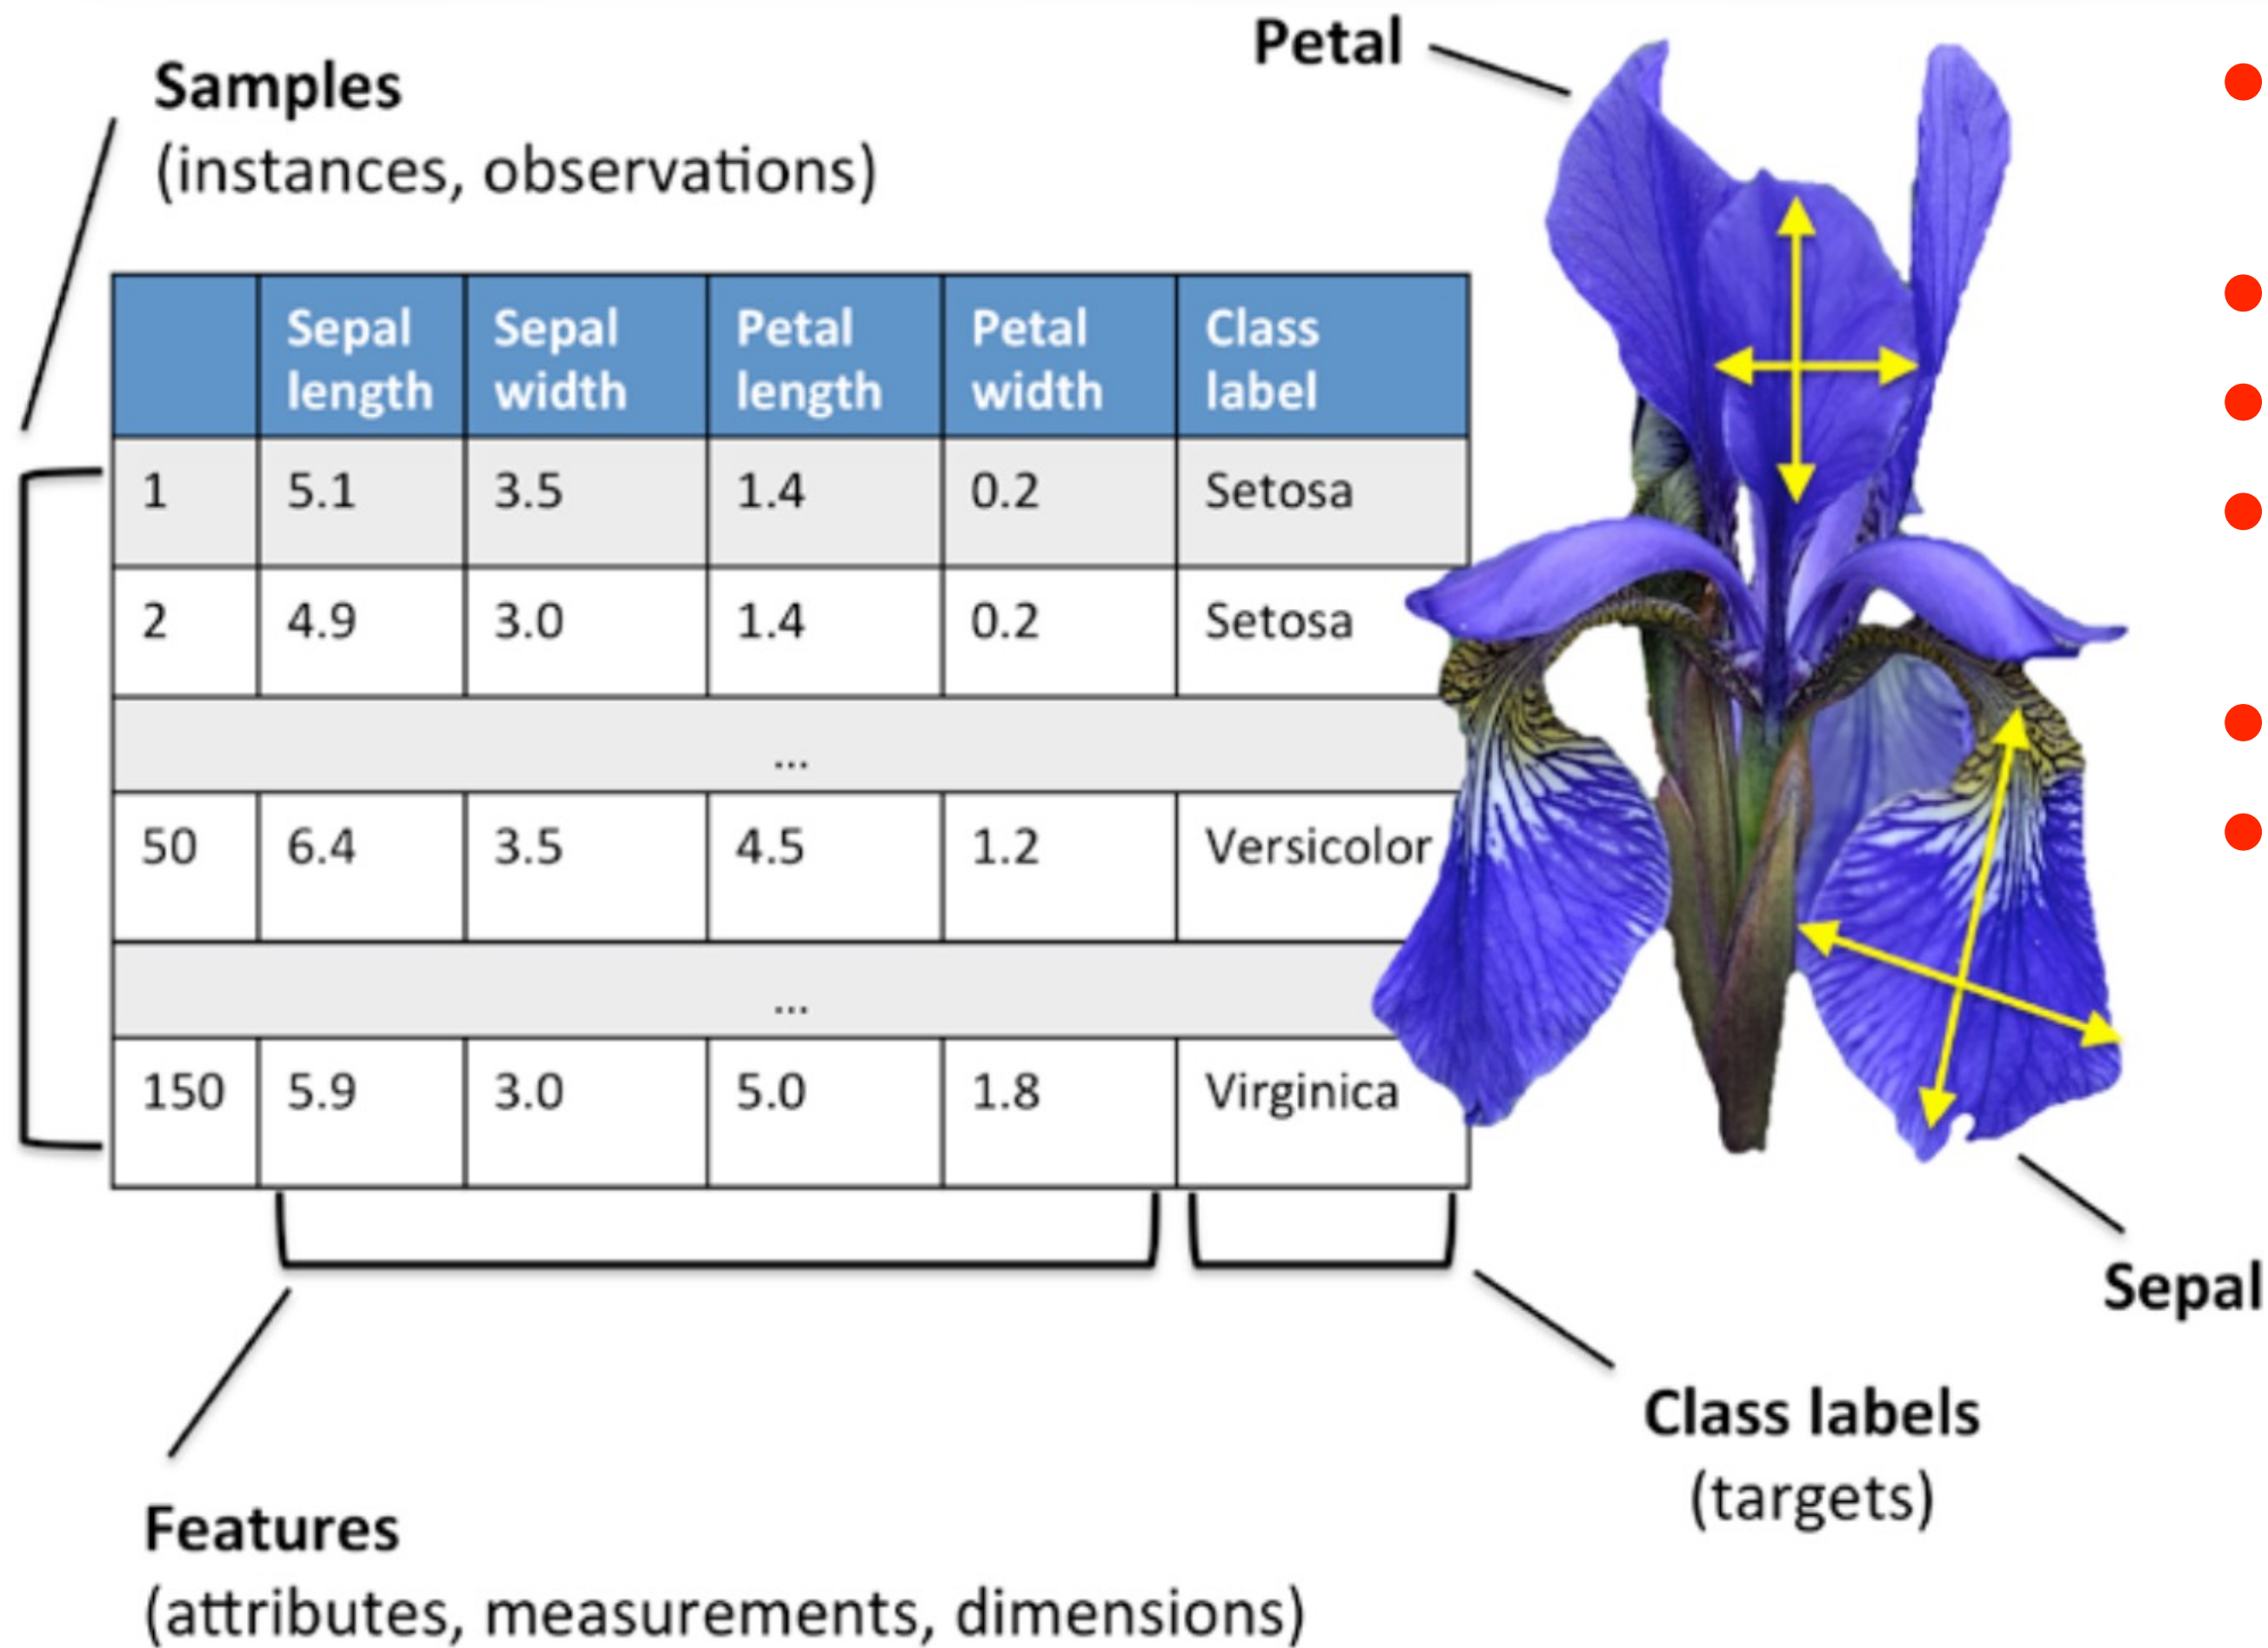 Petal
Samples
(instances, observations)
Sepal length Sepal width Petal length Petal width Class label
1 5.1 3.5 1.4 0.2 Setosa
2 4.9 3.0 1.4 0.2 Setosa
...
50 6.4 3.5 4.5 1.2 Versicolor
...
150 5.9 3.0 5.0 1.8 Virginica
Sepal
Class labels
(targets)
Features
(attributes, measurements, dimensions)